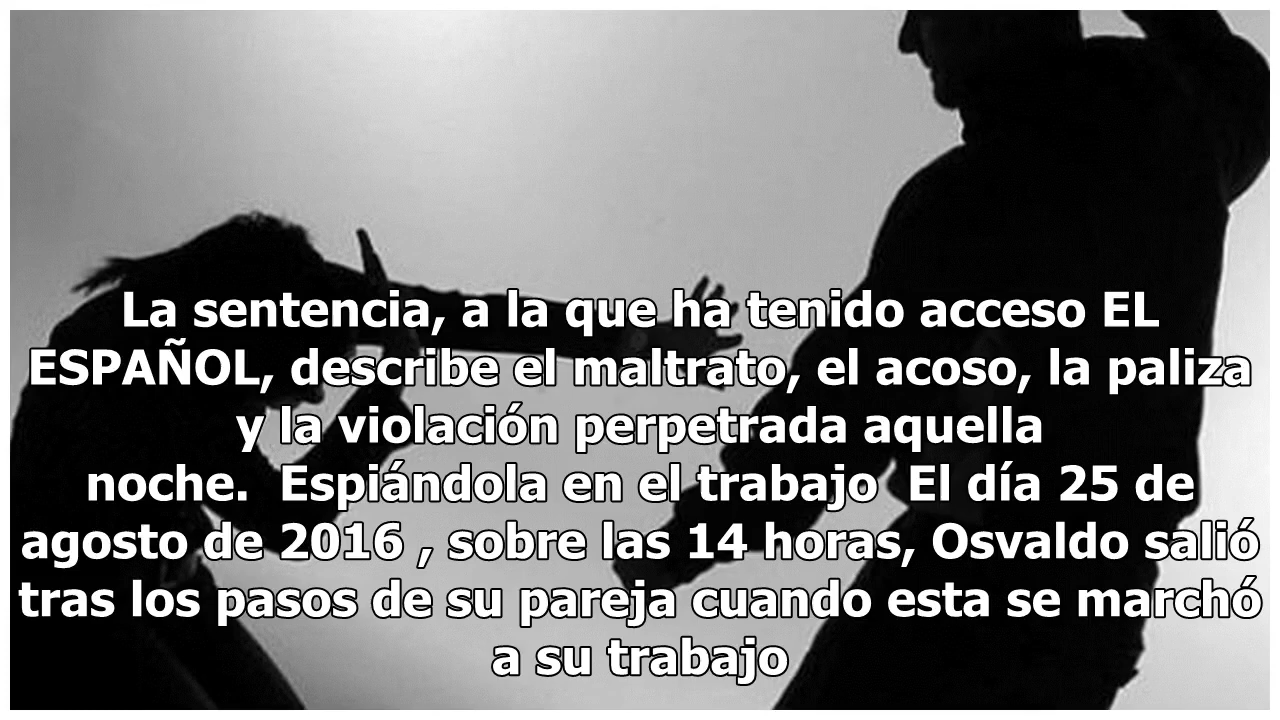 La sentencia, a la que ha tenido acceso EL
ESPAÑOL, describe el maltrato, el acoso, la paliza
y la violación perpetrada aquella
noche.  Espiándola en el trabajo  El día 25 de
agosto de 2016 , sobre las 14 horas, Osvaldo salió
tras los pasos de su pareja cuando esta se marchó
a su trabajo